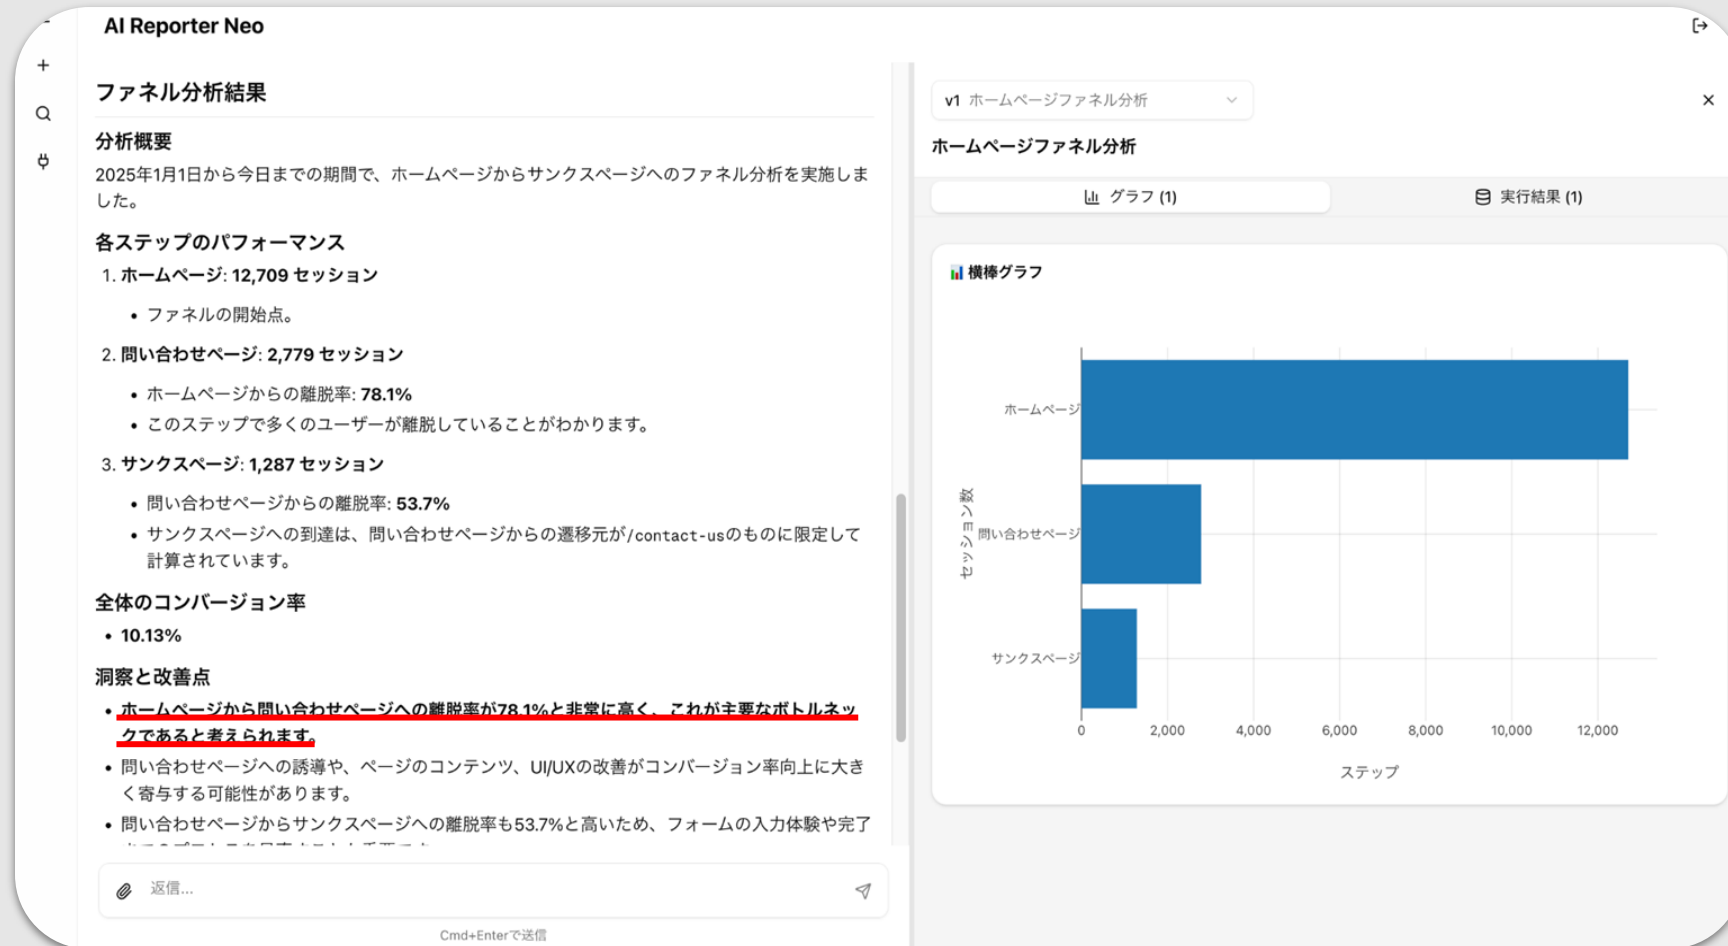 AI Reporter Neo
ファネル分析結果
分析概要
2025年1月1日から今日までの期間で、ホームページからサンクスページへのファネル分析を実施しま
した。
各ステップのパフォーマンス
1. ホームページ: 12,709 セッション
• ファネルの開始点。
2. 問い合わせページ: 2,779 セッション
• ホームページからの離脱率: 78.1%
• このステップで多くのユーザーが離脱していることがわかります。
3. サンクスページ: 1,287 セッション
• 問い合わせページからの離脱率: 53.7%
• サンクスページへの到達は、問い合わせページからの遷移元が/contact-usのものに限定して
計算されています。
全体のコンバージョン率
• 10.13%
洞察と改善点
• ホームページから問い合わせページへの離脱率が78.1%と非常に高く、これが主要なボトルネッ
クであると考えられます。
• 問い合わせページへの誘導や、ページのコンテンツ、UI/UXの改善がコンバージョン率向上に大き
く寄与する可能性があります。
• 問い合わせページからサンクスページへの離脱率も53.7%と高いため、フォームの入力体験や完了
返信...
Cmd+Enterで送信
v1 ホームページファネル分析
ホームページファネル分析
グラフ (1)
実行結果 (1)
横棒グラフ
セッション数
ホームページ
問い合わせページ
サンクスページ
0 2,000 4,000 6,000 8,000 10,000 12,000
ステップ